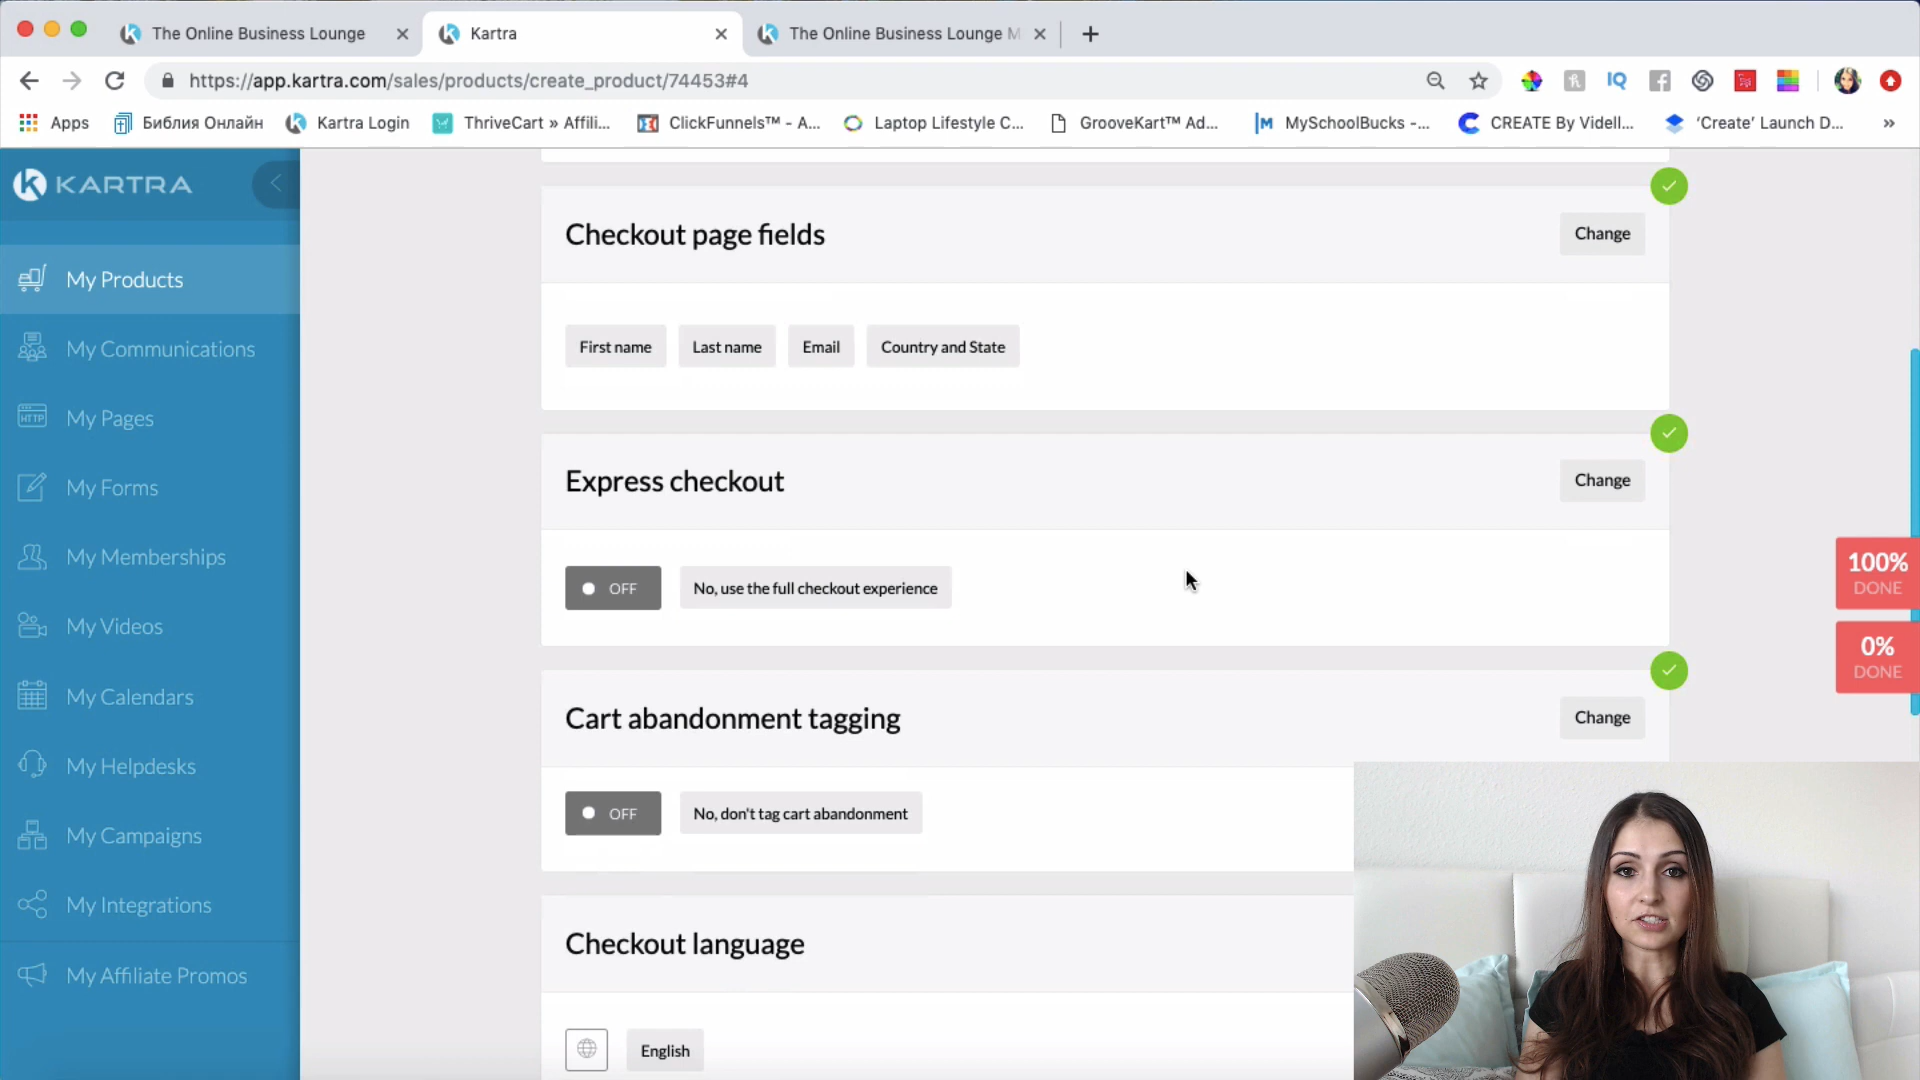 The Online Business Lounge
Kartra
The Online Business Lounge M
https://app.kartra.com/sales/products/create_product/74453#4
IQ
Apps
Библия Онлайн
Kartra Login
ThriveCart » Affili...
ClickFunnels™ - A...
Laptop Lifestyle C...
GrooveKart™ Ad...
MySchoolBucks -...
CREATE By Videll...
‘Create’ Launch D...
»
KARTRA
My Products
My Communications
HTTP
My Pages
My Forms
My Memberships
My Videos
My Calendars
My Helpdesks
My Campaigns
My Integrations
My Affiliate Promos
Checkout page fields
Change
First name
Last name
Email
Country and State
Express checkout
Change
OFF
No, use the full checkout experience
Cart abandonment tagging
Change
OFF
No, don't tag cart abandonment
Checkout language
English
100%
DONE
0%
DONE